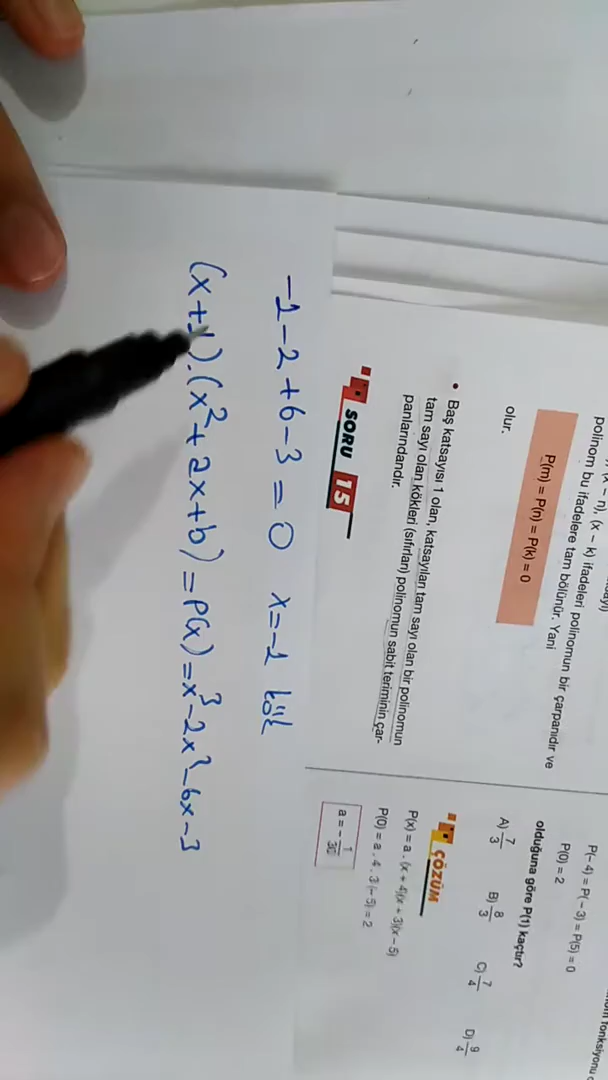 polinom bu ifadelere tam bölünür. Yani
P(m) = P(n) = P(k) = 0
olur.
• Baş katsayısı 1 olan, katsayıları tam sayı olan bir polinomun
tam sayı olan kökleri (sıfırları) polinomun sabit teriminin çar-
panlarındandır.
SORU 15
-1-2+6-3=0 x=-1 kök
(x+1).(x²+ax+b)=P(x)=x³-2x²-6x-3
P(-4) = P(-3) = P(5) = 0
P(0) = 2
olduğuna göre P(1) kaçtır?
A) 7/3 B) 8/3 C) 7/4 D) 9/4
ÇÖZÜM
P(x) = a . (x + 4)(x + 3)(x - 5)
P(0) = a . 4 . 3(-5) = 2
a = - 1/30